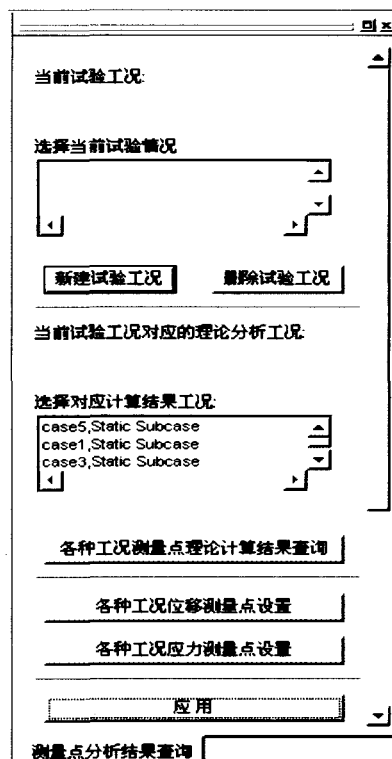 当前试验工况:
选择当前试验情况
新建试验工况 删除试验工况
当前试验工况对应的理论分析工况:
选择对应计算结果工况:
case5,Static Subcase
case1,Static Subcase
case3,Static Subcase
各种工况测量点理论计算结果查询
各种工况位移测量点设置
各种工况应力测量点设置
应用
测量点分析结果查询